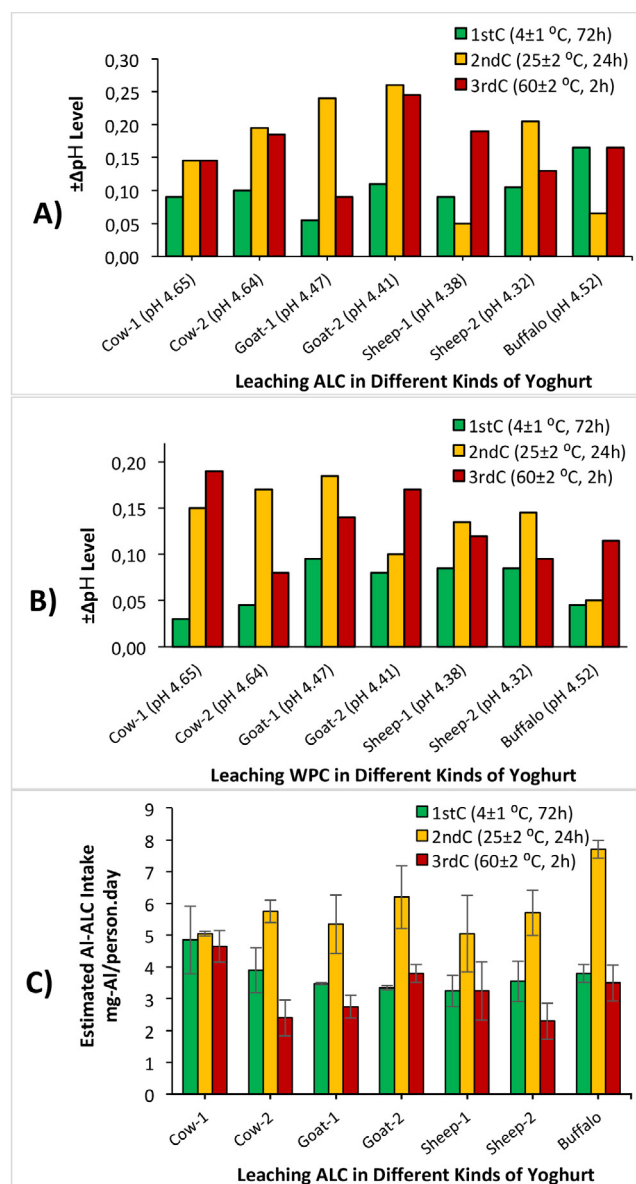 1stC (4±1 ⁰C, 72h)
2ndC (25±2 ⁰C, 24h)
3rdC (60±2 ⁰C, 2h)
0,30
0,25
0,20
0,15
0,10
0,05
0,00
±ΔpH Level
A)
Cow-1 (pH 4.65)
Cow-2 (pH 4.64)
Goat-1 (pH 4.47)
Goat-2 (pH 4.41)
Sheep-1 (pH 4.38)
Sheep-2 (pH 4.32)
Buffalo (pH 4.52)
Leaching ALC in Different Kinds of Yoghurt
1stC (4±1 ⁰C, 72h)
2ndC (25±2 ⁰C, 24h)
3rdC (60±2 ⁰C, 2h)
0,20
0,15
0,10
0,05
0,00
±ΔpH Level
B)
Cow-1 (pH 4.65)
Cow-2 (pH 4.64)
Goat-1 (pH 4.47)
Goat-2 (pH 4.41)
Sheep-1 (pH 4.38)
Sheep-2 (pH 4.32)
Buffalo (pH 4.52)
Leaching WPC in Different Kinds of Yoghurt
1stC (4±1 ⁰C, 72h)
2ndC (25±2 ⁰C, 24h)
3rdC (60±2 ⁰C, 2h)
9
8
7
6
5
4
3
2
1
0
Estimated Al-ALC Intake
mg-Al/person.day
C)
Cow-1
Cow-2
Goat-1
Goat-2
Sheep-1
Sheep-2
Buffalo
Leaching ALC in Different Kinds of Yoghurt